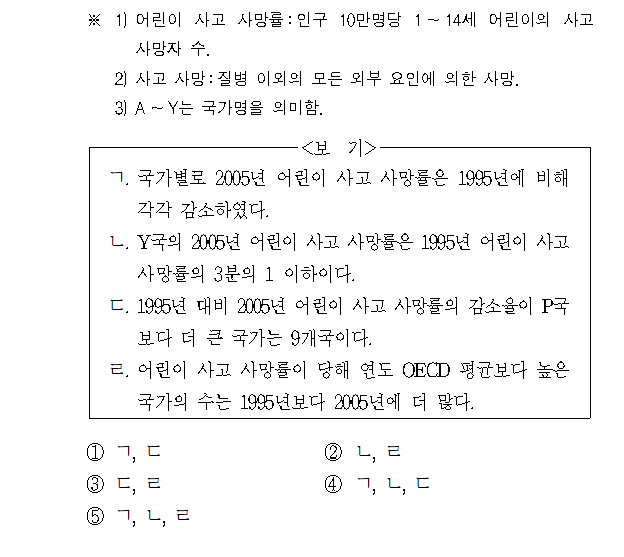 ※ 1) 어린이 사고 사망률:인구 10만명당 1 ~ 14세 어린이의 사고
사망자 수.
2) 사고 사망:질병 이외의 모든 외부 요인에 의한 사망.
3) A ~ Y는 국가명을 의미함.
<보 기>
ㄱ. 국가별로 2005년 어린이 사고 사망률은 1995년에 비해
각각 감소하였다.
ㄴ. Y국의 2005년 어린이 사고 사망률은 1995년 어린이 사고
사망률의 3분의 1 이하이다.
ㄷ. 1995년 대비 2005년 어린이 사고 사망률의 감소율이 P국
보다 더 큰 국가는 9개국이다.
ㄹ. 어린이 사고 사망률이 당해 연도 OECD 평균보다 높은
국가의 수는 1995년보다 2005년에 더 많다.
① ㄱ, ㄷ ② ㄴ, ㄹ
③ ㄷ, ㄹ ④ ㄱ, ㄴ, ㄷ
⑤ ㄱ, ㄴ, ㄹ